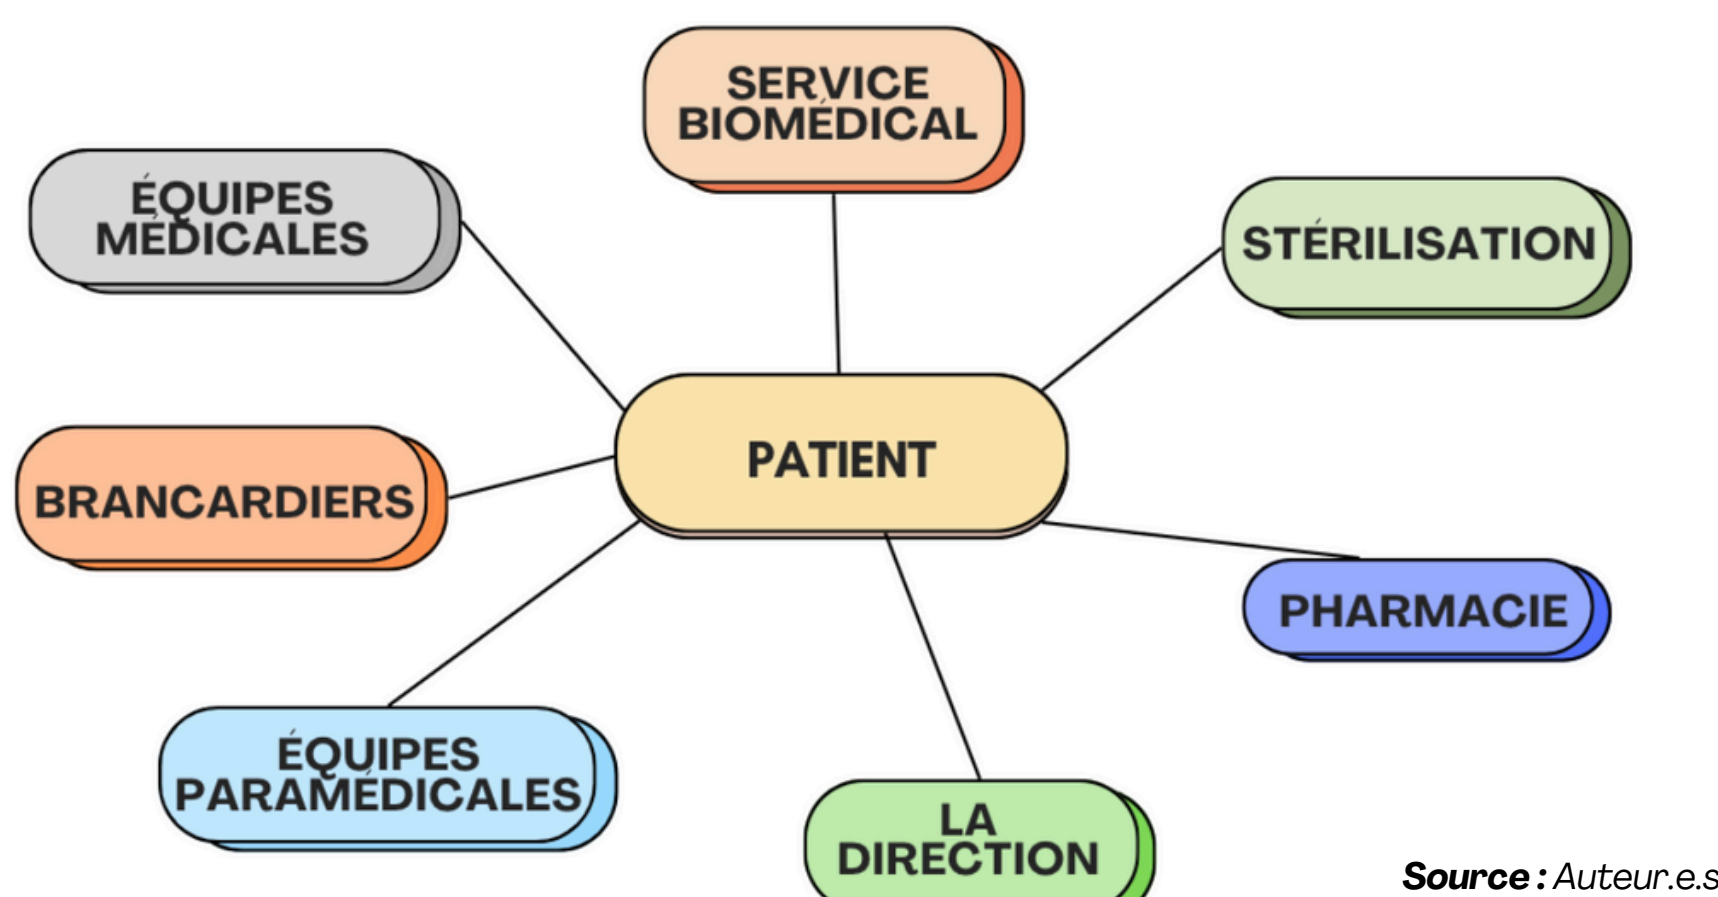 SERVICE
BIOMÉDICAL
ÉQUIPES
MÉDICALES
STÉRILISATION
PATIENT
BRANCARDIERS
PHARMACIE
ÉQUIPES
PARAMÉDICALES
LA
DIRECTION
Source : Auteur.e.s